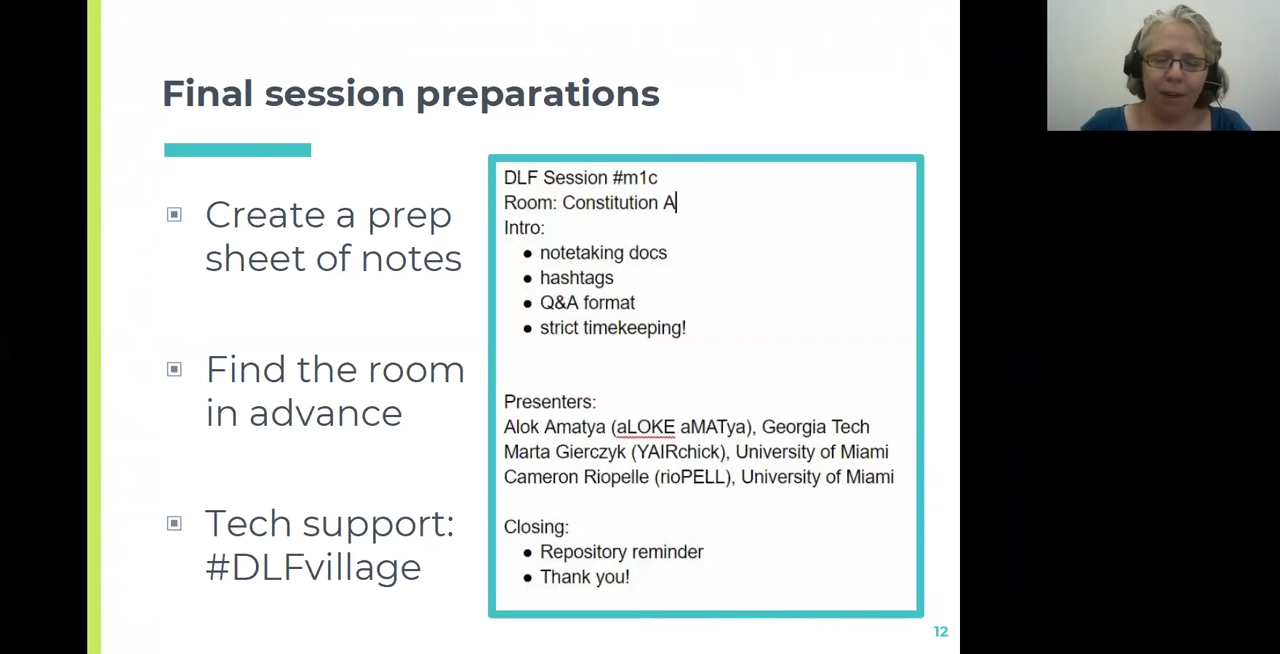 Final session preparations
Create a prep
sheet of notes
Find the room
in advance
Tech support:
#DLFvillage
DLF Session #m1c
Room: Constitution A
Intro:
● notetaking docs
● hashtags
● Q&A format
● strict timekeeping!
Presenters:
Alok Amatya (aLOKE aMATya), Georgia Tech
Marta Gierczyk (YAIRchick), University of Miami
Cameron Riopelle (rioPELL), University of Miami
Closing:
● Repository reminder
● Thank you!
12